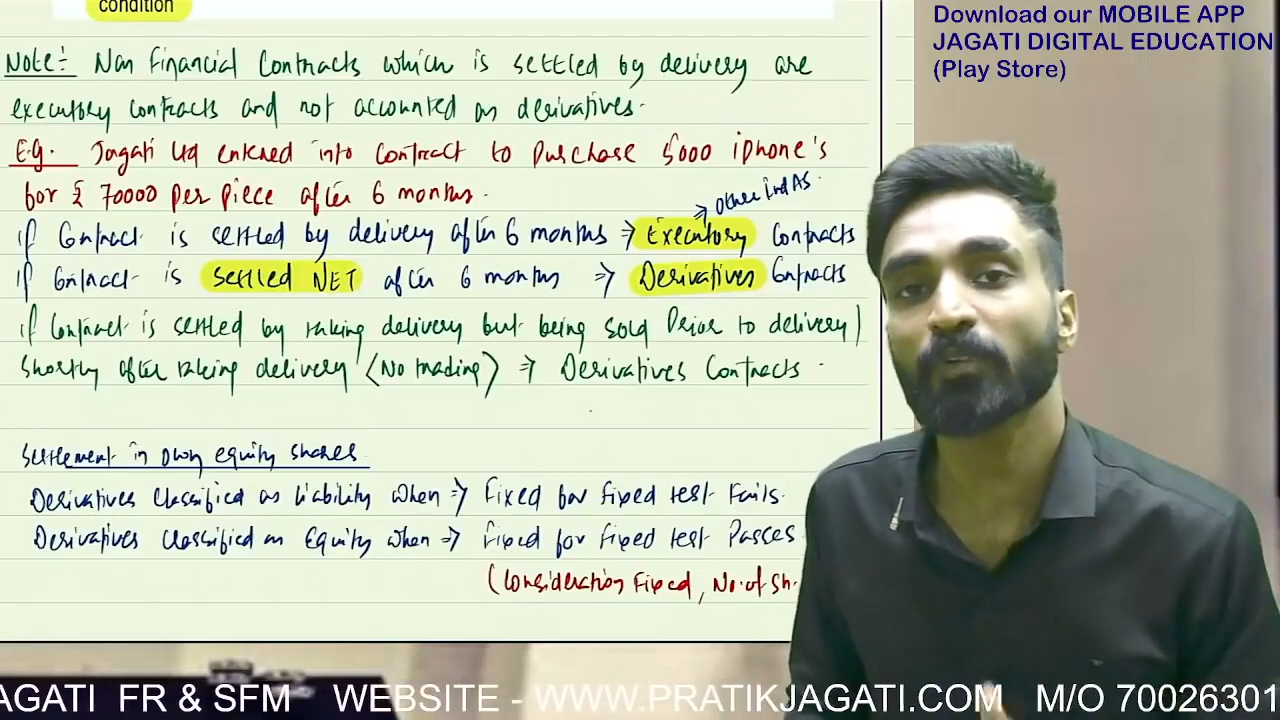 condition
Download our MOBILE APP
JAGATI DIGITAL EDUCATION
(Play Store)
Note:- Non Financial Contracts which is settled by delivery are
executory contracts and not accounted as derivatives.
E.g. Jagati Ltd entered into contract to purchase 5000 iphone's
for ₹ 70000 per piece after 6 months.
⇒ Other Ind AS.
if Contract is settled by delivery after 6 months ⇒ Executory Contracts
if Contract is settled NET after 6 months ⇒ Derivatives Contracts
if Contract is settled by taking delivery but being sold Prior to delivery/
Shortly after taking delivery (No trading) ⇒ Derivatives Contracts.
Settlement in own equity shares.
Derivatives Classified as Liability when ⇒ Fixed for Fixed test Fails.
Derivatives Classified as Equity when ⇒ Fixed for Fixed test Passes
(Consideration Fixed, No. of Sh.
AGATI FR & SFM WEBSITE - WWW.PRATIKJAGATI.COM M/O 70026301